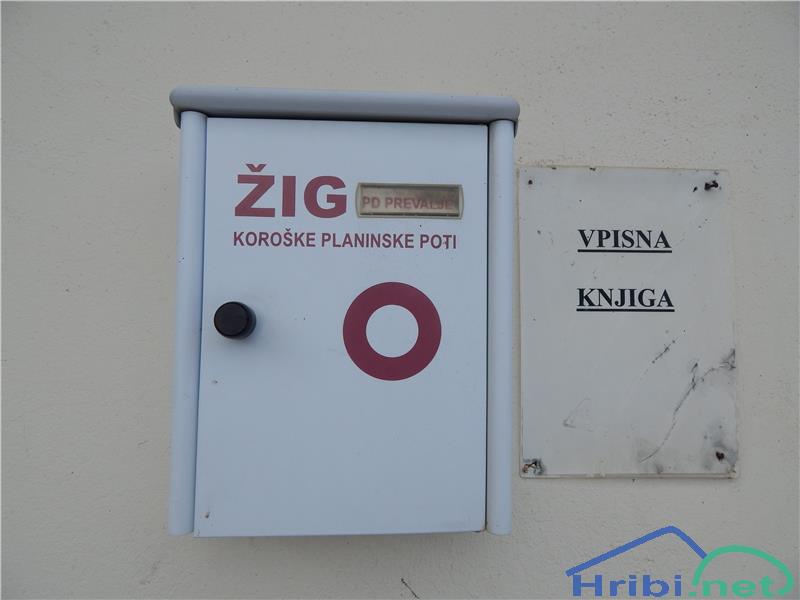 ŽIG
PD PREVALJE
KOROŠKE PLANINSKE POTI
VPISNA
KNJIGA
Hribi.net